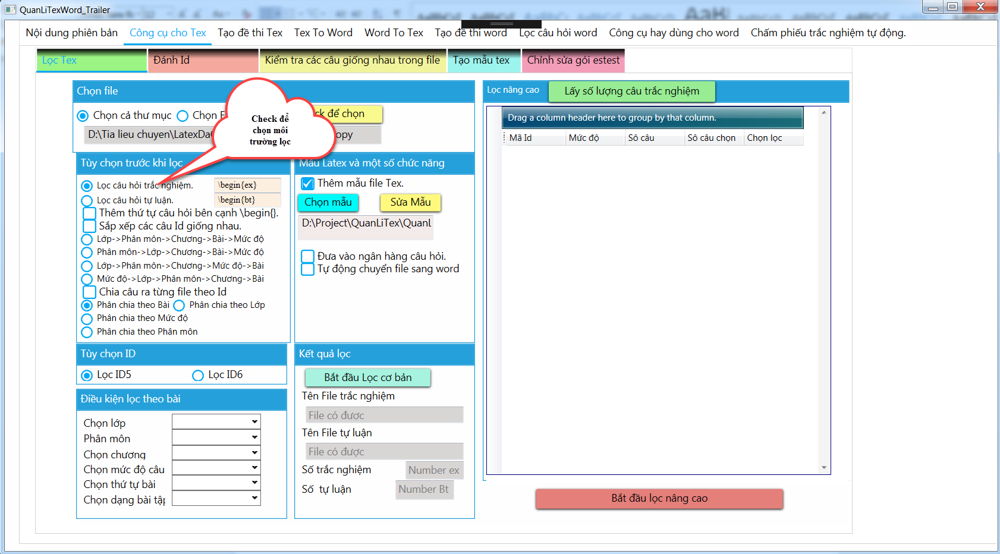 QuanLiTexWord_Trailer
Nội dung phiên bản Công cụ cho Tex Tạo đề thi Tex Tex To Word Word To Tex Tạo đề thi word Lọc câu hỏi word Công cụ hay dùng cho word Chấm phiếu trắc nghiệm tự động.
Lọc Tex Đánh Id Kiểm tra các câu giống nhau trong file Tạo mẫu tex Chỉnh sửa gói estest
Chọn file
Chọn cả thư mục Chọn để chọn
D:\Tia lieu chuyen\LatexDa opy
Check để
chọn môi
trường lọc
Tùy chọn trước khi lọc
Lọc câu hỏi trắc nghiệm. \begin{ex}
Lọc câu hỏi tự luận. \begin{bt}
Thêm thứ tự câu hỏi bên cạnh \begin{}.
Sắp xếp các câu Id giống nhau.
Lớp->Phân môn->Chương->Bài->Mức độ
Phân môn->Lớp->Chương->Bài->Mức độ
Lớp->Phân môn->Chương->Mức độ->Bài
Mức độ->Lớp->Phân môn->Chương->Bài
Chia câu ra từng file theo Id
Phân chia theo Bài Phân chia theo Lớp
Phân chia theo Mức độ
Phân chia theo Phân môn
Mẫu Latex và một số chức năng
Thêm mẫu file Tex.
Chọn mẫu Sửa Mẫu
D:\Project\QuanLiTex\QuanL
Đưa vào ngân hàng câu hỏi.
Tự động chuyển file sang word
Tùy chọn ID
Lọc ID5 Lọc ID6
Điều kiện lọc theo bài
Chọn lớp
Phân môn
Chọn chương
Chọn mức độ câu
Chọn thứ tự bài
Chọn dạng bài tập
Kết quả lọc
Bắt đầu Lọc cơ bản
Tên File trắc nghiệm
File có được
Tên File tự luận
File có được
Số trắc nghiệm Number ex
Số tự luận Number Bt
Lọc nâng cao Lấy số lượng câu trắc nghiệm
Drag a column header here to group by that column.
Mã Id Mức độ Số câu Số câu chọn Chọn lọc
Bắt đầu lọc nâng cao